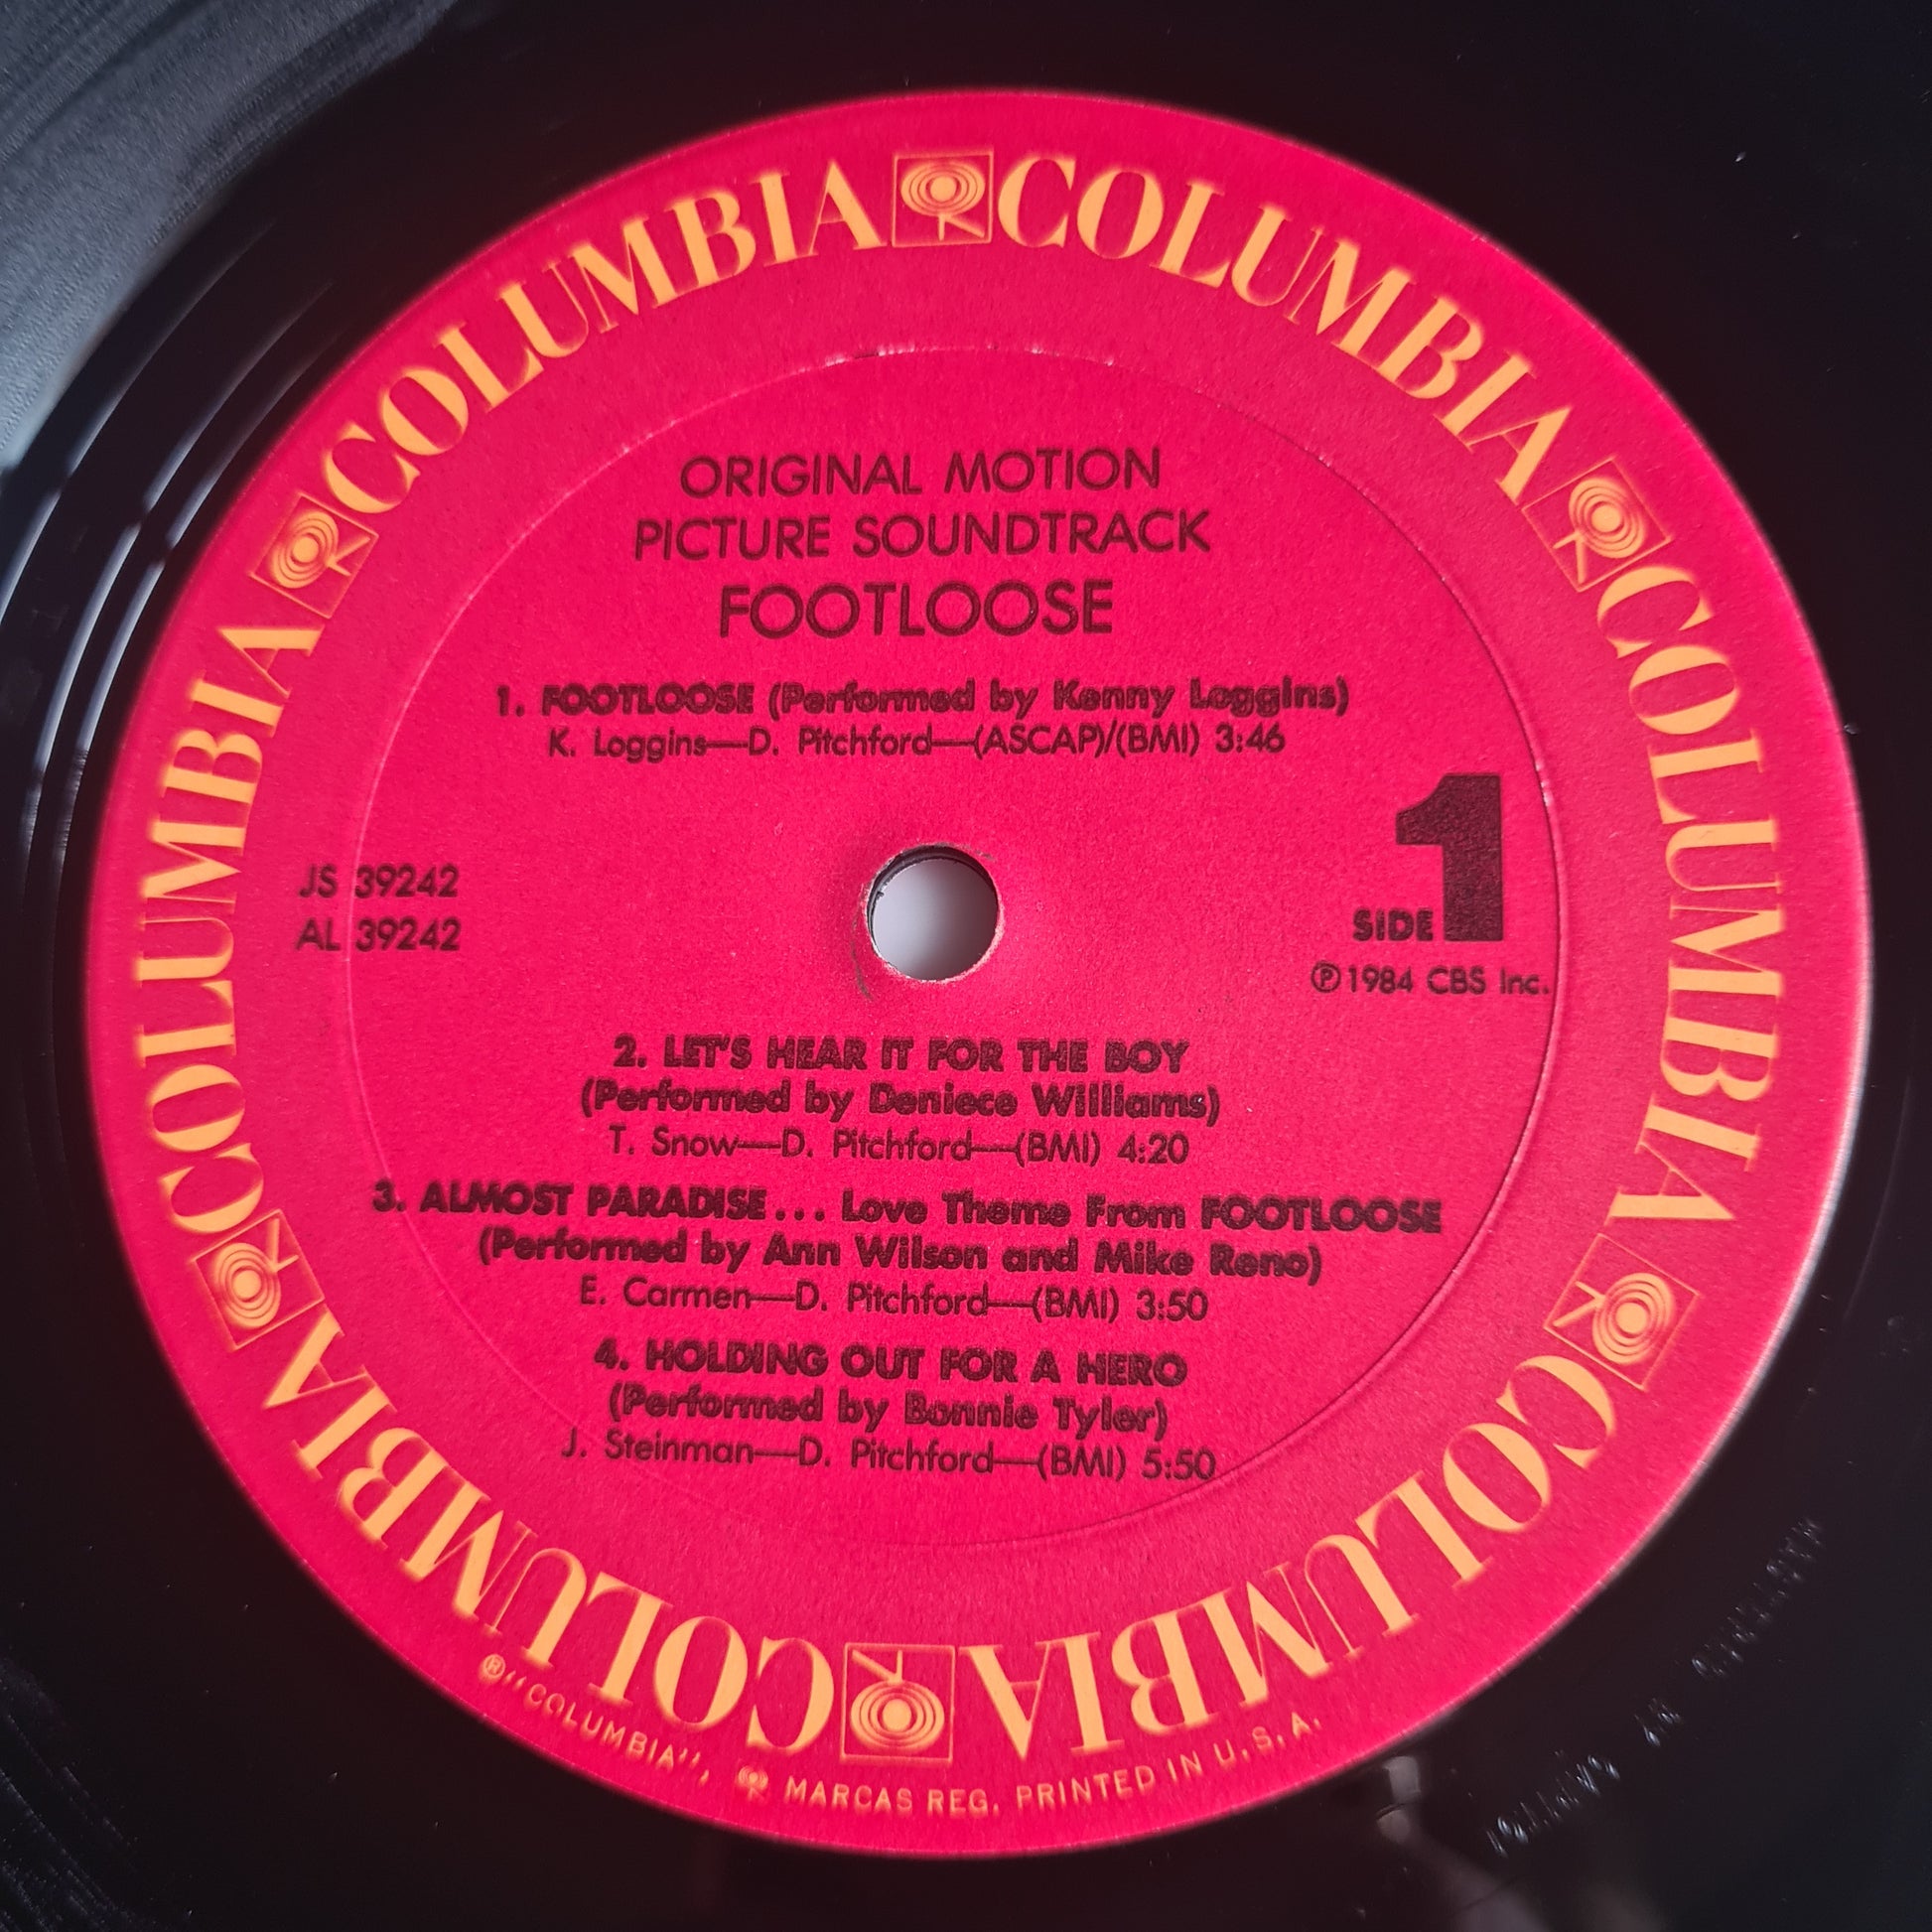 COLUMBIA COLUMBIA COLUMBIA COLUMBIA COLUMBIA COLUMBIA
ORIGINAL MOTION
PICTURE SOUNDTRACK
FOOTLOOSE
1. FOOTLOOSE (Performed by Kenny Loggins)
K. Loggins—D. Pitchford—(ASCAP)/(BMI) 3:46
JS 39242
AL 39242
SIDE 1
℗ 1984 CBS Inc.
2. LET'S HEAR IT FOR THE BOY
(Performed by Deniece Williams)
T. Snow—D. Pitchford—(BMI) 4:20
3. ALMOST PARADISE... Love Theme From FOOTLOOSE
(Performed by Ann Wilson and Mike Reno)
E. Carmen—D. Pitchford—(BMI) 3:50
4. HOLDING OUT FOR A HERO
(Performed by Bonnie Tyler)
J. Steinman—D. Pitchford—(BMI) 5:50
®"COLUMBIA", MARCAS REG. PRINTED IN U.S.A.